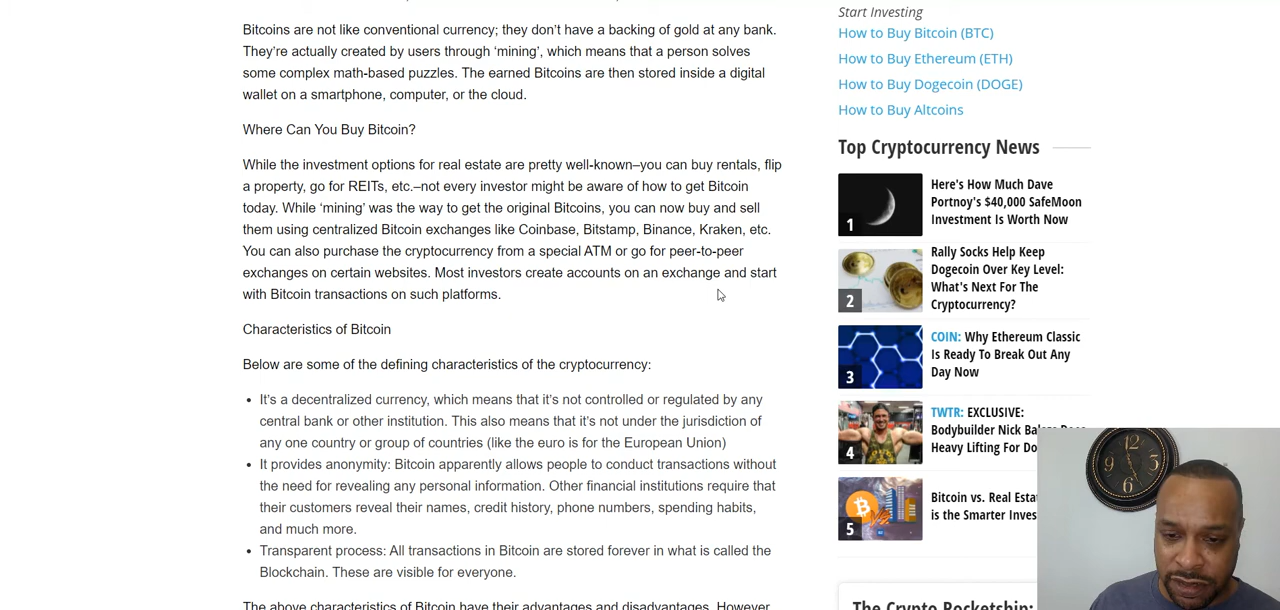 Bitcoins are not like conventional currency; they don't have a backing of gold at any bank.
They're actually created by users through 'mining', which means that a person solves
some complex math-based puzzles. The earned Bitcoins are then stored inside a digital
wallet on a smartphone, computer, or the cloud.
Where Can You Buy Bitcoin?
While the investment options for real estate are pretty well-known–you can buy rentals, flip
a property, go for REITs, etc.–not every investor might be aware of how to get Bitcoin
today. While 'mining' was the way to get the original Bitcoins, you can now buy and sell
them using centralized Bitcoin exchanges like Coinbase, Bitstamp, Binance, Kraken, etc.
You can also purchase the cryptocurrency from a special ATM or go for peer-to-peer
exchanges on certain websites. Most investors create accounts on an exchange and start
with Bitcoin transactions on such platforms.
Characteristics of Bitcoin
Below are some of the defining characteristics of the cryptocurrency:
• It's a decentralized currency, which means that it's not controlled or regulated by any
central bank or other institution. This also means that it's not under the jurisdiction of
any one country or group of countries (like the euro is for the European Union)
• It provides anonymity: Bitcoin apparently allows people to conduct transactions without
the need for revealing any personal information. Other financial institutions require that
their customers reveal their names, credit history, phone numbers, spending habits,
and much more.
• Transparent process: All transactions in Bitcoin are stored forever in what is called the
Blockchain. These are visible for everyone.
The above characteristics of Bitcoin have their advantages and disadvantages. However
Start Investing
How to Buy Bitcoin (BTC)
How to Buy Ethereum (ETH)
How to Buy Dogecoin (DOGE)
How to Buy Altcoins
Top Cryptocurrency News
1
Here's How Much Dave
Portnoy's $40,000 SafeMoon
Investment Is Worth Now
2
Rally Socks Help Keep
Dogecoin Over Key Level:
What's Next For The
Cryptocurrency?
3
COIN: Why Ethereum Classic
Is Ready To Break Out Any
Day Now
4
TWTR: EXCLUSIVE:
Bodybuilder Nick
Heavy Lifting For
5
Bitcoin vs. Real
is the Smarter
The Crypto Rocketship:
12
3
6
9